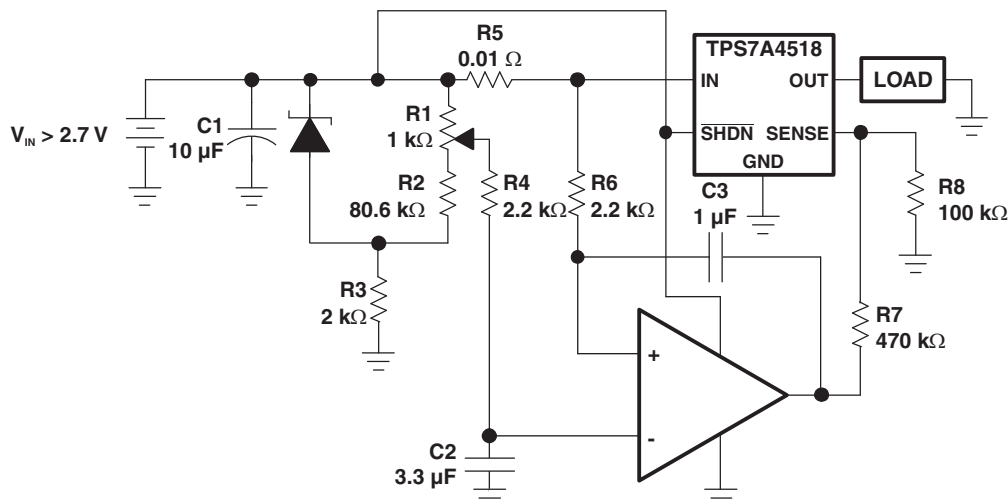 R5
0.01 Ω
TPS7A4518
IN
OUT
LOAD
V_IN > 2.7 V
C1
10 µF
R1
1 kΩ
SHDN
SENSE
GND
R2
80.6 kΩ
R4
2.2 kΩ
R6
2.2 kΩ
C3
1 µF
R8
100 kΩ
R3
2 kΩ
R7
470 kΩ
+
-
C2
3.3 µF